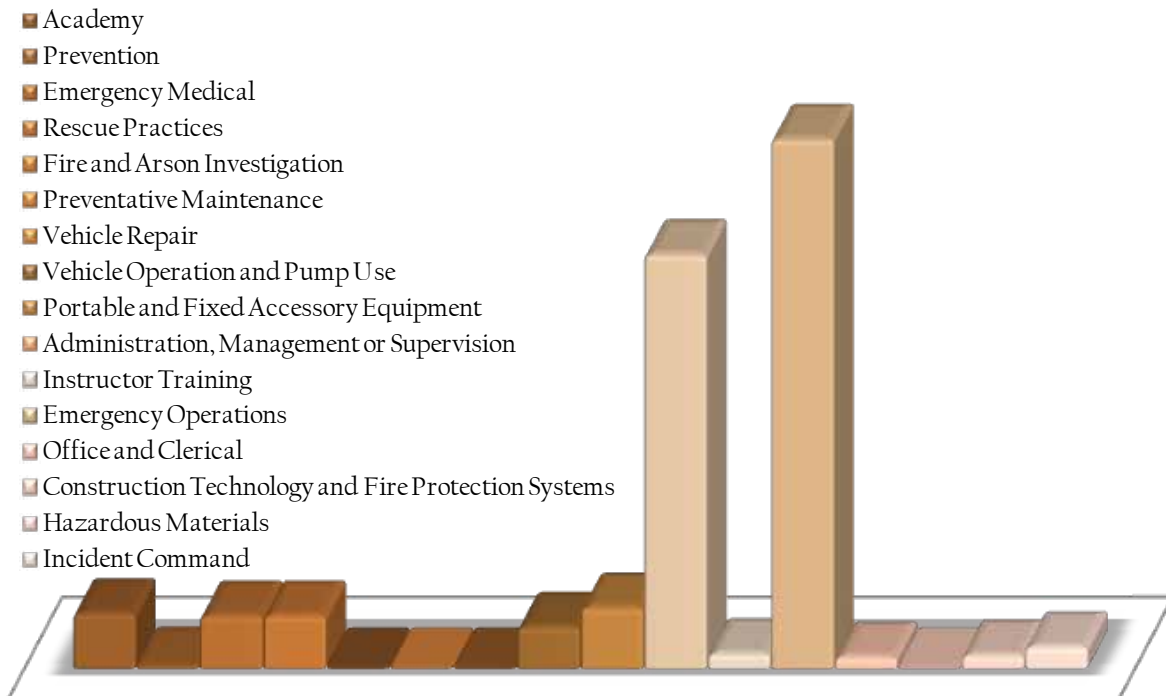 Academy
Prevention
Emergency Medical
Rescue Practices
Fire and Arson Investigation
Preventative Maintenance
Vehicle Repair
Vehicle Operation and Pump Use
Portable and Fixed Accessory Equipment
Administration, Management or Supervision
Instructor Training
Emergency Operations
Office and Clerical
Construction Technology and Fire Protection Systems
Hazardous Materials
Incident Command